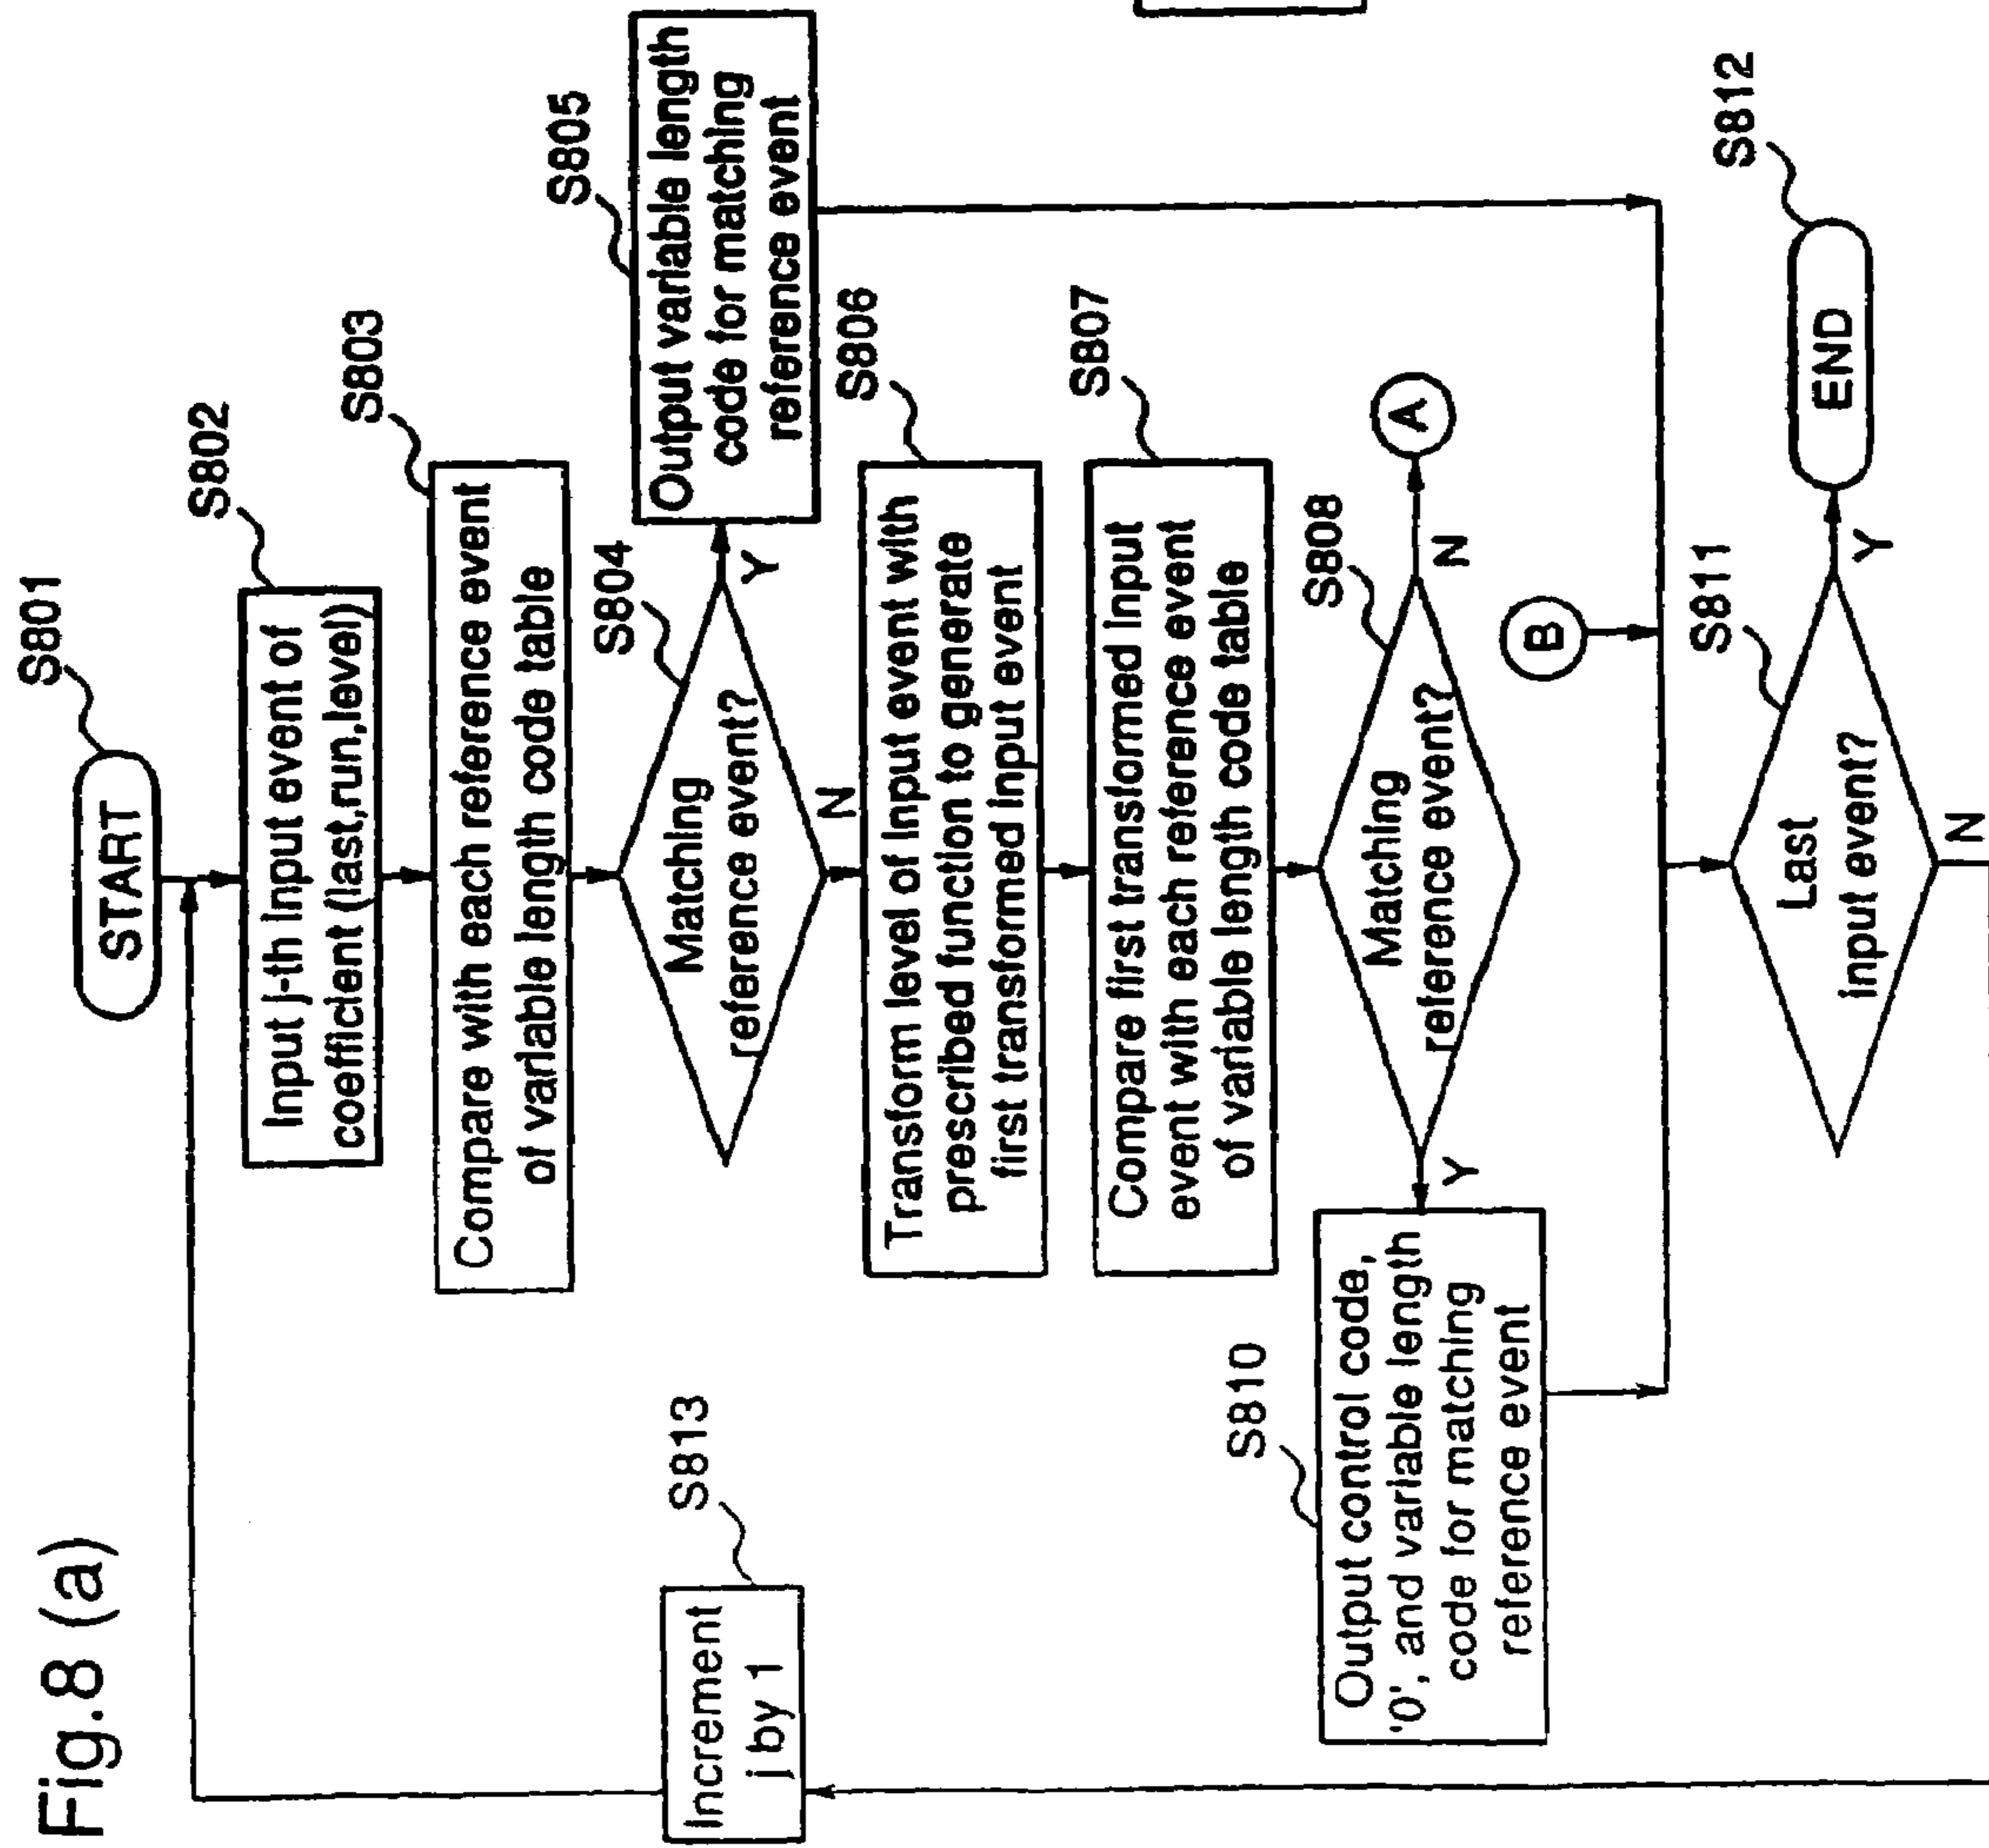 Fig.8 (a)
S801
START
S802
Input j-th input event of
coefficient (last,run,level)
S803
Compare with each reference event
of variable length code table
S804
Matching
reference event?
Y
N
S805
Output variable length
code for matching
reference event
S806
Transform level of input event with
prescribed function to generate
first transformed input event
S807
Compare first transformed input
event with each reference event
of variable length code table
S808
Matching
reference event?
Y
N
A
S810
Output control code,
'0', and variable length
code for matching
reference event
B
S811
Last
input event?
Y
N
S812
END
S813
Increment
j by 1